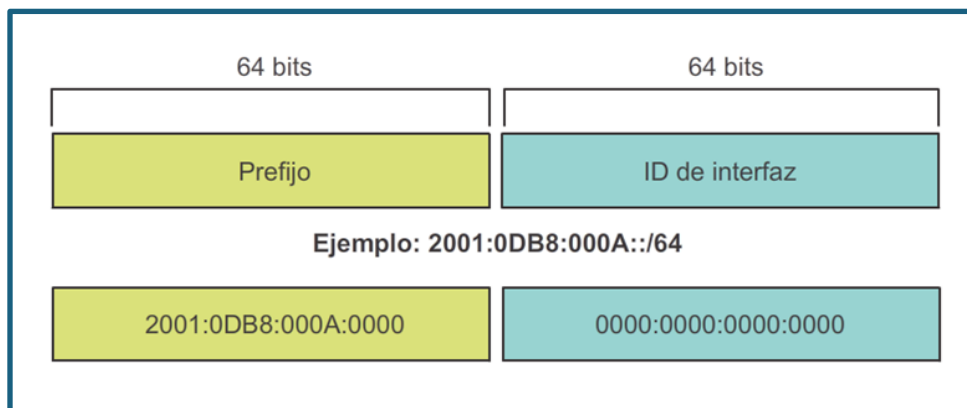 64 bits
64 bits
Prefijo
ID de interfaz
Ejemplo: 2001:0DB8:000A::/64
2001:0DB8:000A:0000
0000:0000:0000:0000